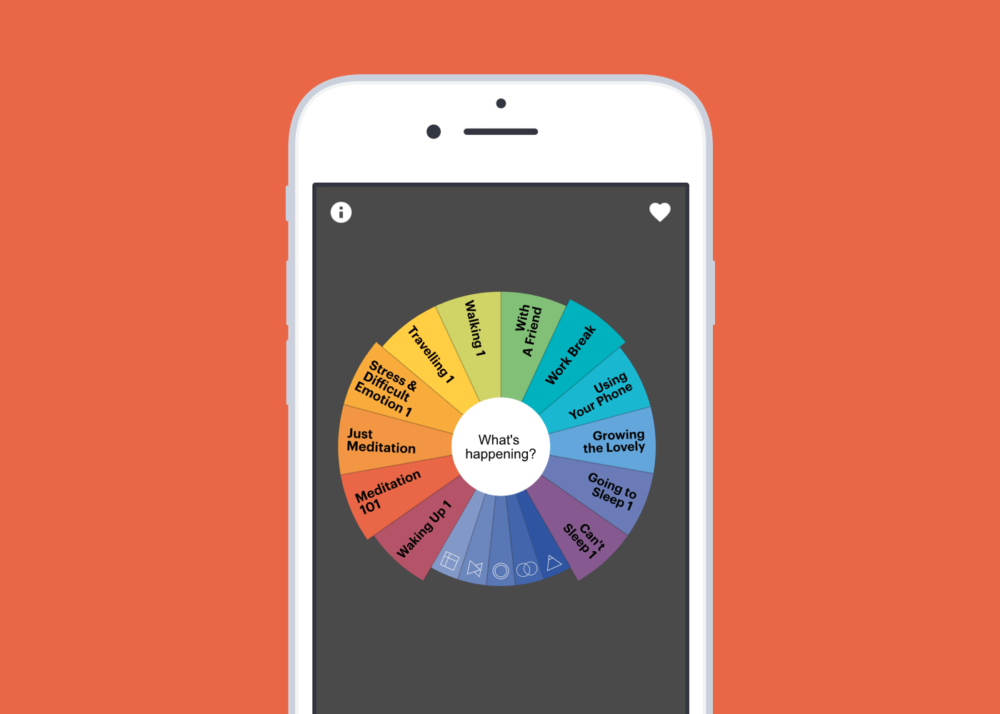 Walking 1
With
A Friend
Travelling 1
Work Break
Stress &
Difficult
Emotion 1
Using
Your Phone
Just
Meditation
What's
happening?
Growing
the Lovely
Meditation
101
Going to
Sleep 1
Waking Up 1
Can't
Sleep 1